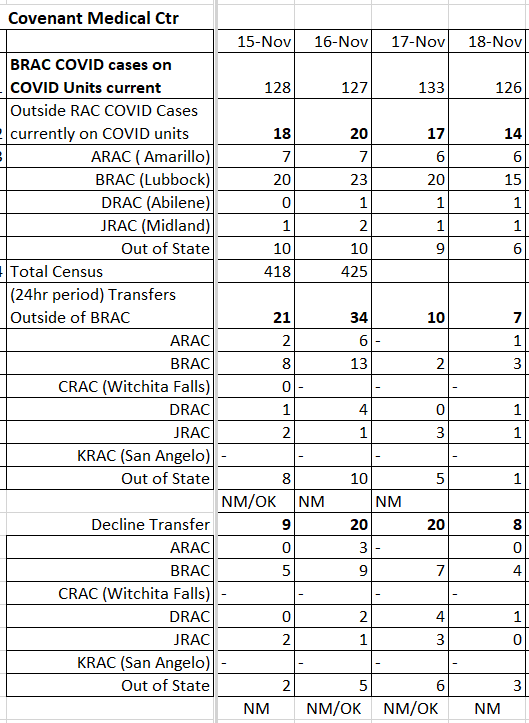 Covenant Medical Ctr
15-Nov 16-Nov 17-Nov 18-Nov
BRAC COVID cases on
COVID Units current 128 127 133 126
Outside RAC COVID Cases
currently on COVID units 18 20 17 14
ARAC ( Amarillo) 7 7 6 6
BRAC (Lubbock) 20 23 20 15
DRAC (Abilene) 0 1 1 1
JRAC (Midland) 1 2 1 1
Out of State 10 10 9 6
Total Census 418 425
(24hr period) Transfers
Outside of BRAC 21 34 10 7
ARAC 2 6 - 1
BRAC 8 13 2 3
CRAC (Witchita Falls) 0 - - -
DRAC 1 4 0 1
JRAC 2 1 3 1
KRAC (San Angelo) - - - -
Out of State 8 10 5 1
NM/OK NM NM
Decline Transfer 9 20 20 8
ARAC 0 3 - 0
BRAC 5 9 7 4
CRAC (Witchita Falls) - - - -
DRAC 0 2 4 1
JRAC 2 1 3 0
KRAC (San Angelo) - - - -
Out of State 2 5 6 3
NM NM/OK NM/OK NM